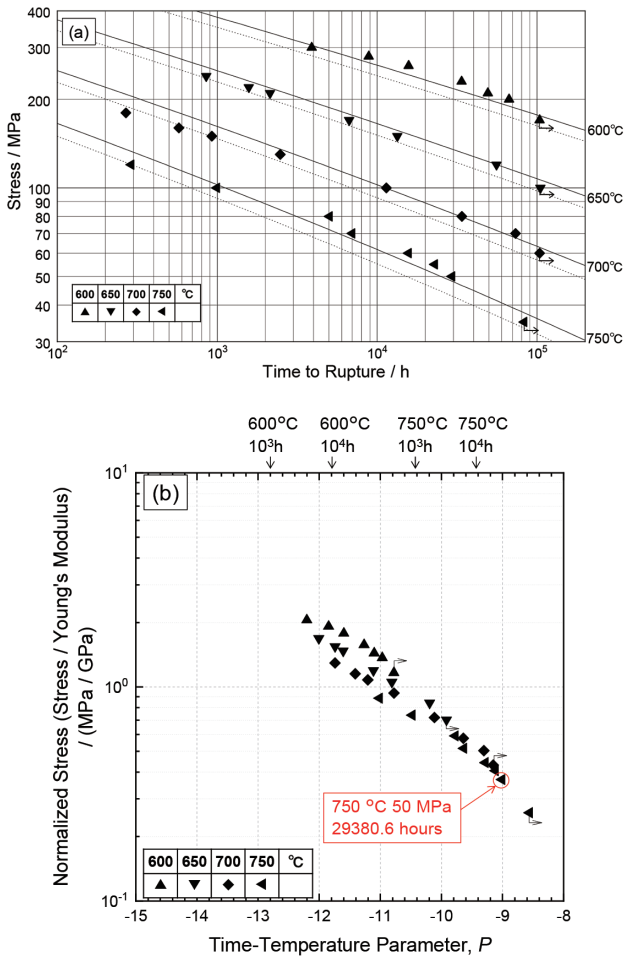 (a)
Stress / MPa
400
300
200
100
90
80
70
60
50
40
30
600°C
650°C
700°C
750°C
600 650 700 750 °C
10² 10³ 10⁴ 10⁵
Time to Rupture / h
600°C 600°C 750°C 750°C
10³h 10⁴h 10³h 10⁴h
(b)
Normalized Stress (Stress / Young's Modulus)
/ (MPa / GPa)
10¹
10⁰
10⁻¹
750 °C 50 MPa
29380.6 hours
600 650 700 750 °C
-15 -14 -13 -12 -11 -10 -9 -8
Time-Temperature Parameter, P